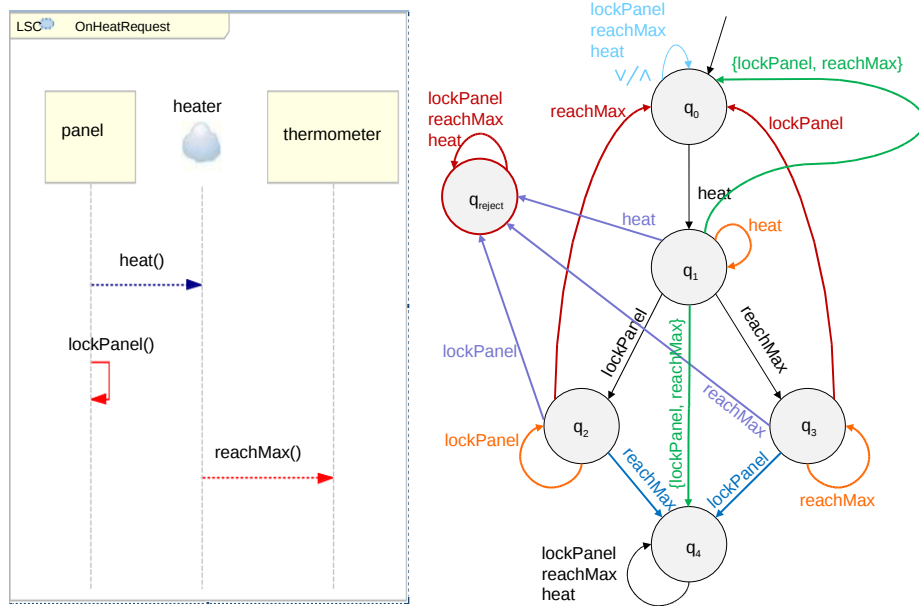 LSC OnHeatRequest
panel
heater
thermometer
heat()
lockPanel()
reachMax()
lockPanel
reachMax
heat
∨/∧
{lockPanel, reachMax}
q0
reachMax
lockPanel
lockPanel
reachMax
heat
qreject
heat
heat
heat
q1
lockPanel
{lockPanel, reachMax}
reachMax
lockPanel
reachMax
lockPanel
q2
q3
reachMax
lockPanel
reachMax
q4
lockPanel
reachMax
heat